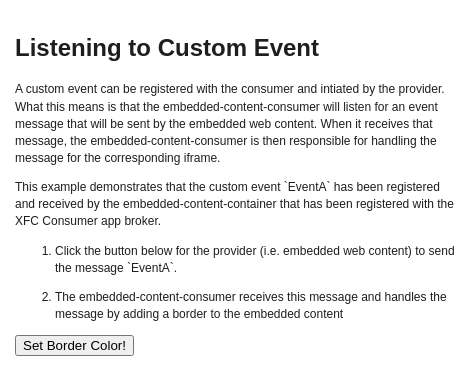 Listening to Custom Event
A custom event can be registered with the consumer and intiated by the provider.
What this means is that the embedded-content-consumer will listen for an event
message that will be sent by the embedded web content. When it receives that
message, the embedded-content-consumer is then responsible for handling the
message for the corresponding iframe.
This example demonstrates that the custom event `EventA` has been registered
and received by the embedded-content-container that has been registered with the
XFC Consumer app broker.
1. Click the button below for the provider (i.e. embedded web content) to send
the message `EventA`.
2. The embedded-content-consumer receives this message and handles the
message by adding a border to the embedded content
Set Border Color!